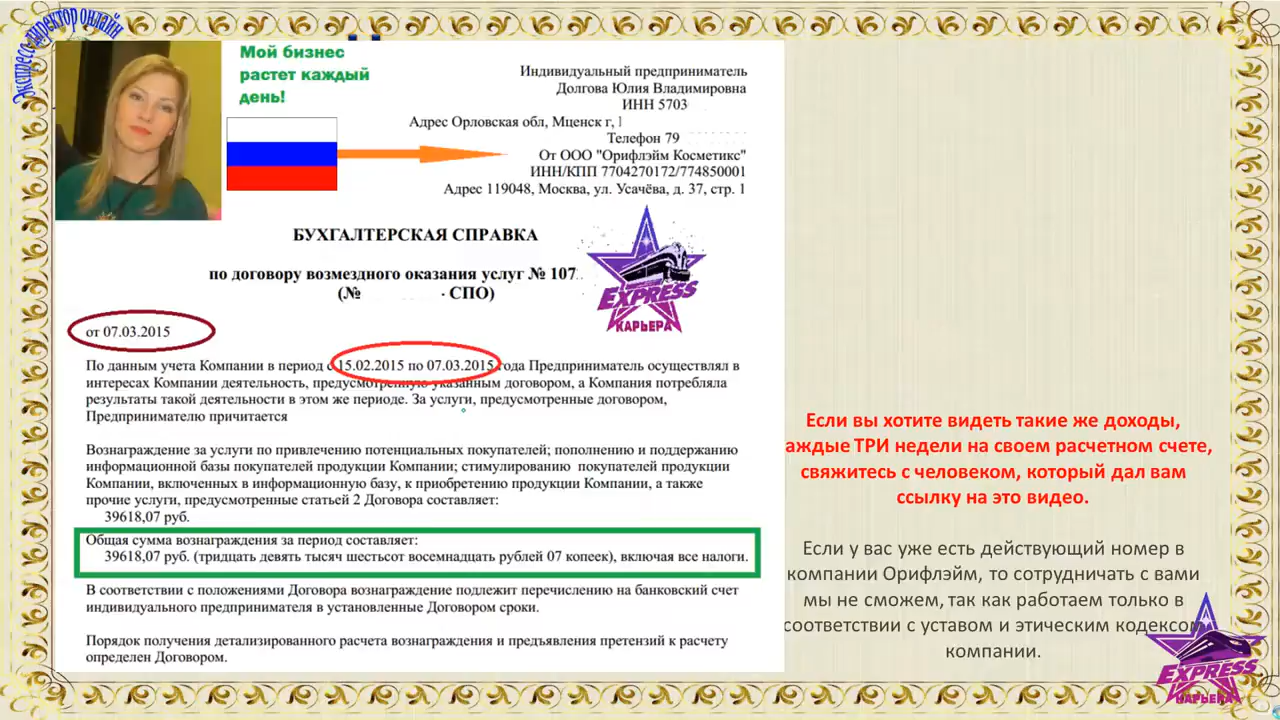 Экспресс-директор онлайн
Мой бизнес
растет каждый
день!
Индивидуальный предприниматель
Долгова Юлия Владимировна
ИНН 5703
Адрес Орловская обл, Мценск г,
Телефон 79
От ООО "Орифлэйм Косметикс"
ИНН/КПП 7704270172/774850001
Адрес 119048, Москва, ул. Усачёва, д. 37, стр. 1
БУХГАЛТЕРСКАЯ СПРАВКА
по договору возмездного оказания услуг № 107
(№ - СПО)
EXPRESS
КАРЬЕРА
от 07.03.2015
По данным учета Компании в период с 15.02.2015 по 07.03.2015 года Предприниматель осуществлял в
интересах Компании деятельность, предусмотренную указанным договором, а Компания потребляла
результаты такой деятельности в этом же периоде. За услуги, предусмотренные договором,
Предпринимателю причитается
Вознаграждение за услуги по привлечению потенциальных покупателей; пополнению и поддержанию
информационной базы покупателей продукции Компании; стимулированию покупателей продукции
Компании, включенных в информационную базу, к приобретению продукции Компании, а также
прочие услуги, предусмотренные статьей 2 Договора составляет:
39618,07 руб.
Общая сумма вознаграждения за период составляет:
39618,07 руб. (тридцать девять тысяч шестьсот восемнадцать рублей 07 копеек), включая все налоги.
В соответствии с положениями Договора вознаграждение подлежит перечислению на банковский счет
индивидуального предпринимателя в установленные Договором сроки.
Порядок получения детализированного расчета вознаграждения и предъявления претензий к расчету
определен Договором.
Если вы хотите видеть такие же доходы,
аждые ТРИ недели на своем расчетном счете,
свяжитесь с человеком, который дал вам
ссылку на это видео.
Если у вас уже есть действующий номер в
компании Орифлэйм, то сотрудничать с вами
мы не сможем, так как работаем только в
соответствии с уставом и этическим кодексом
компании.
EXPRESS
КАРЬЕРА